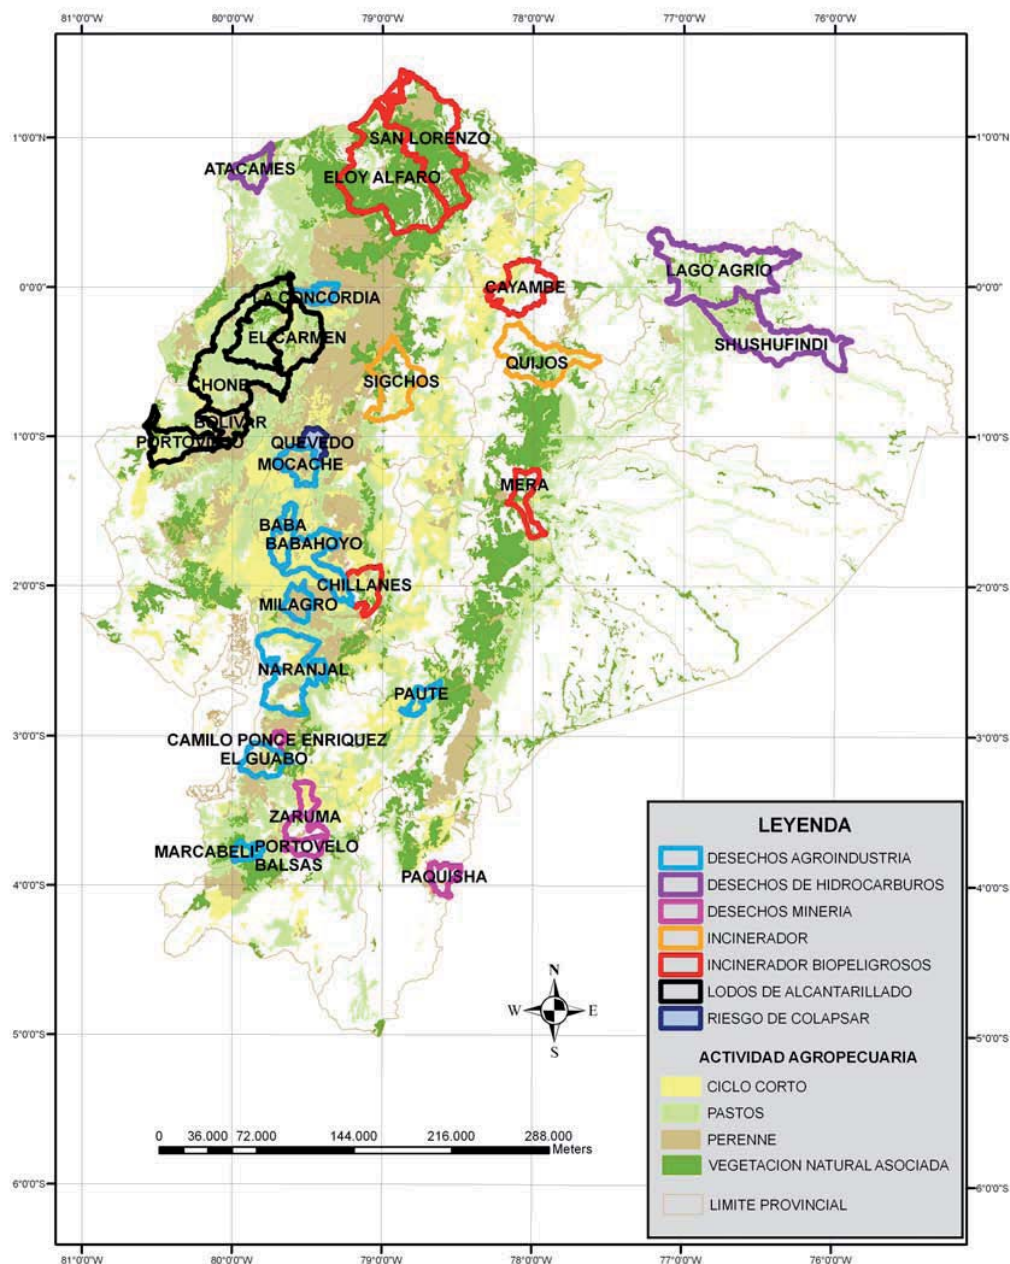 81°0'0"W 80°0'0"W 79°0'0"W 78°0'0"W 77°0'0"W 76°0'0"W
1°0'0"N 1°0'0"N
SAN LORENZO
ATACAMES
ELOY ALFARO
LAGO AGRIO
0°0'0" 0°0'0"
CAYAMBE
LA CONCORDIA
EL CARMEN
SHUSHUFINDI
QUIJOS
SIGCHOS
CHONE
BOLIVAR
PORTOVIEJO
QUEVEDO
1°0'0"S 1°0'0"S
MOCACHE
MERA
BABA
BABAHOYO
2°0'0"S 2°0'0"S
CHILLANES
MILAGRO
NARANJAL
PAUTE
3°0'0"S 3°0'0"S
CAMILO PONCE ENRIQUEZ
EL GUABO
ZARUMA
MARCABELI
PORTOVELO
BALSAS
PAQUISHA
4°0'0"S 4°0'0"S
LEYENDA
DESECHOS AGROINDUSTRIA
DESECHOS DE HIDROCARBUROS
DESECHOS MINERIA
INCINERADOR
INCINERADOR BIOPELIGROSOS
LODOS DE ALCANTARILLADO
RIESGO DE COLAPSAR
ACTIVIDAD AGROPECUARIA
CICLO CORTO
PASTOS
PERENNE
VEGETACION NATURAL ASOCIADA
LIMITE PROVINCIAL
N
W E
S
5°0'0"S 5°0'0"S
0 36.000 72.000 144.000 216.000 288.000
Meters
6°0'0"S 6°0'0"S
81°0'0"W 80°0'0"W 79°0'0"W 78°0'0"W 77°0'0"W 76°0'0"W